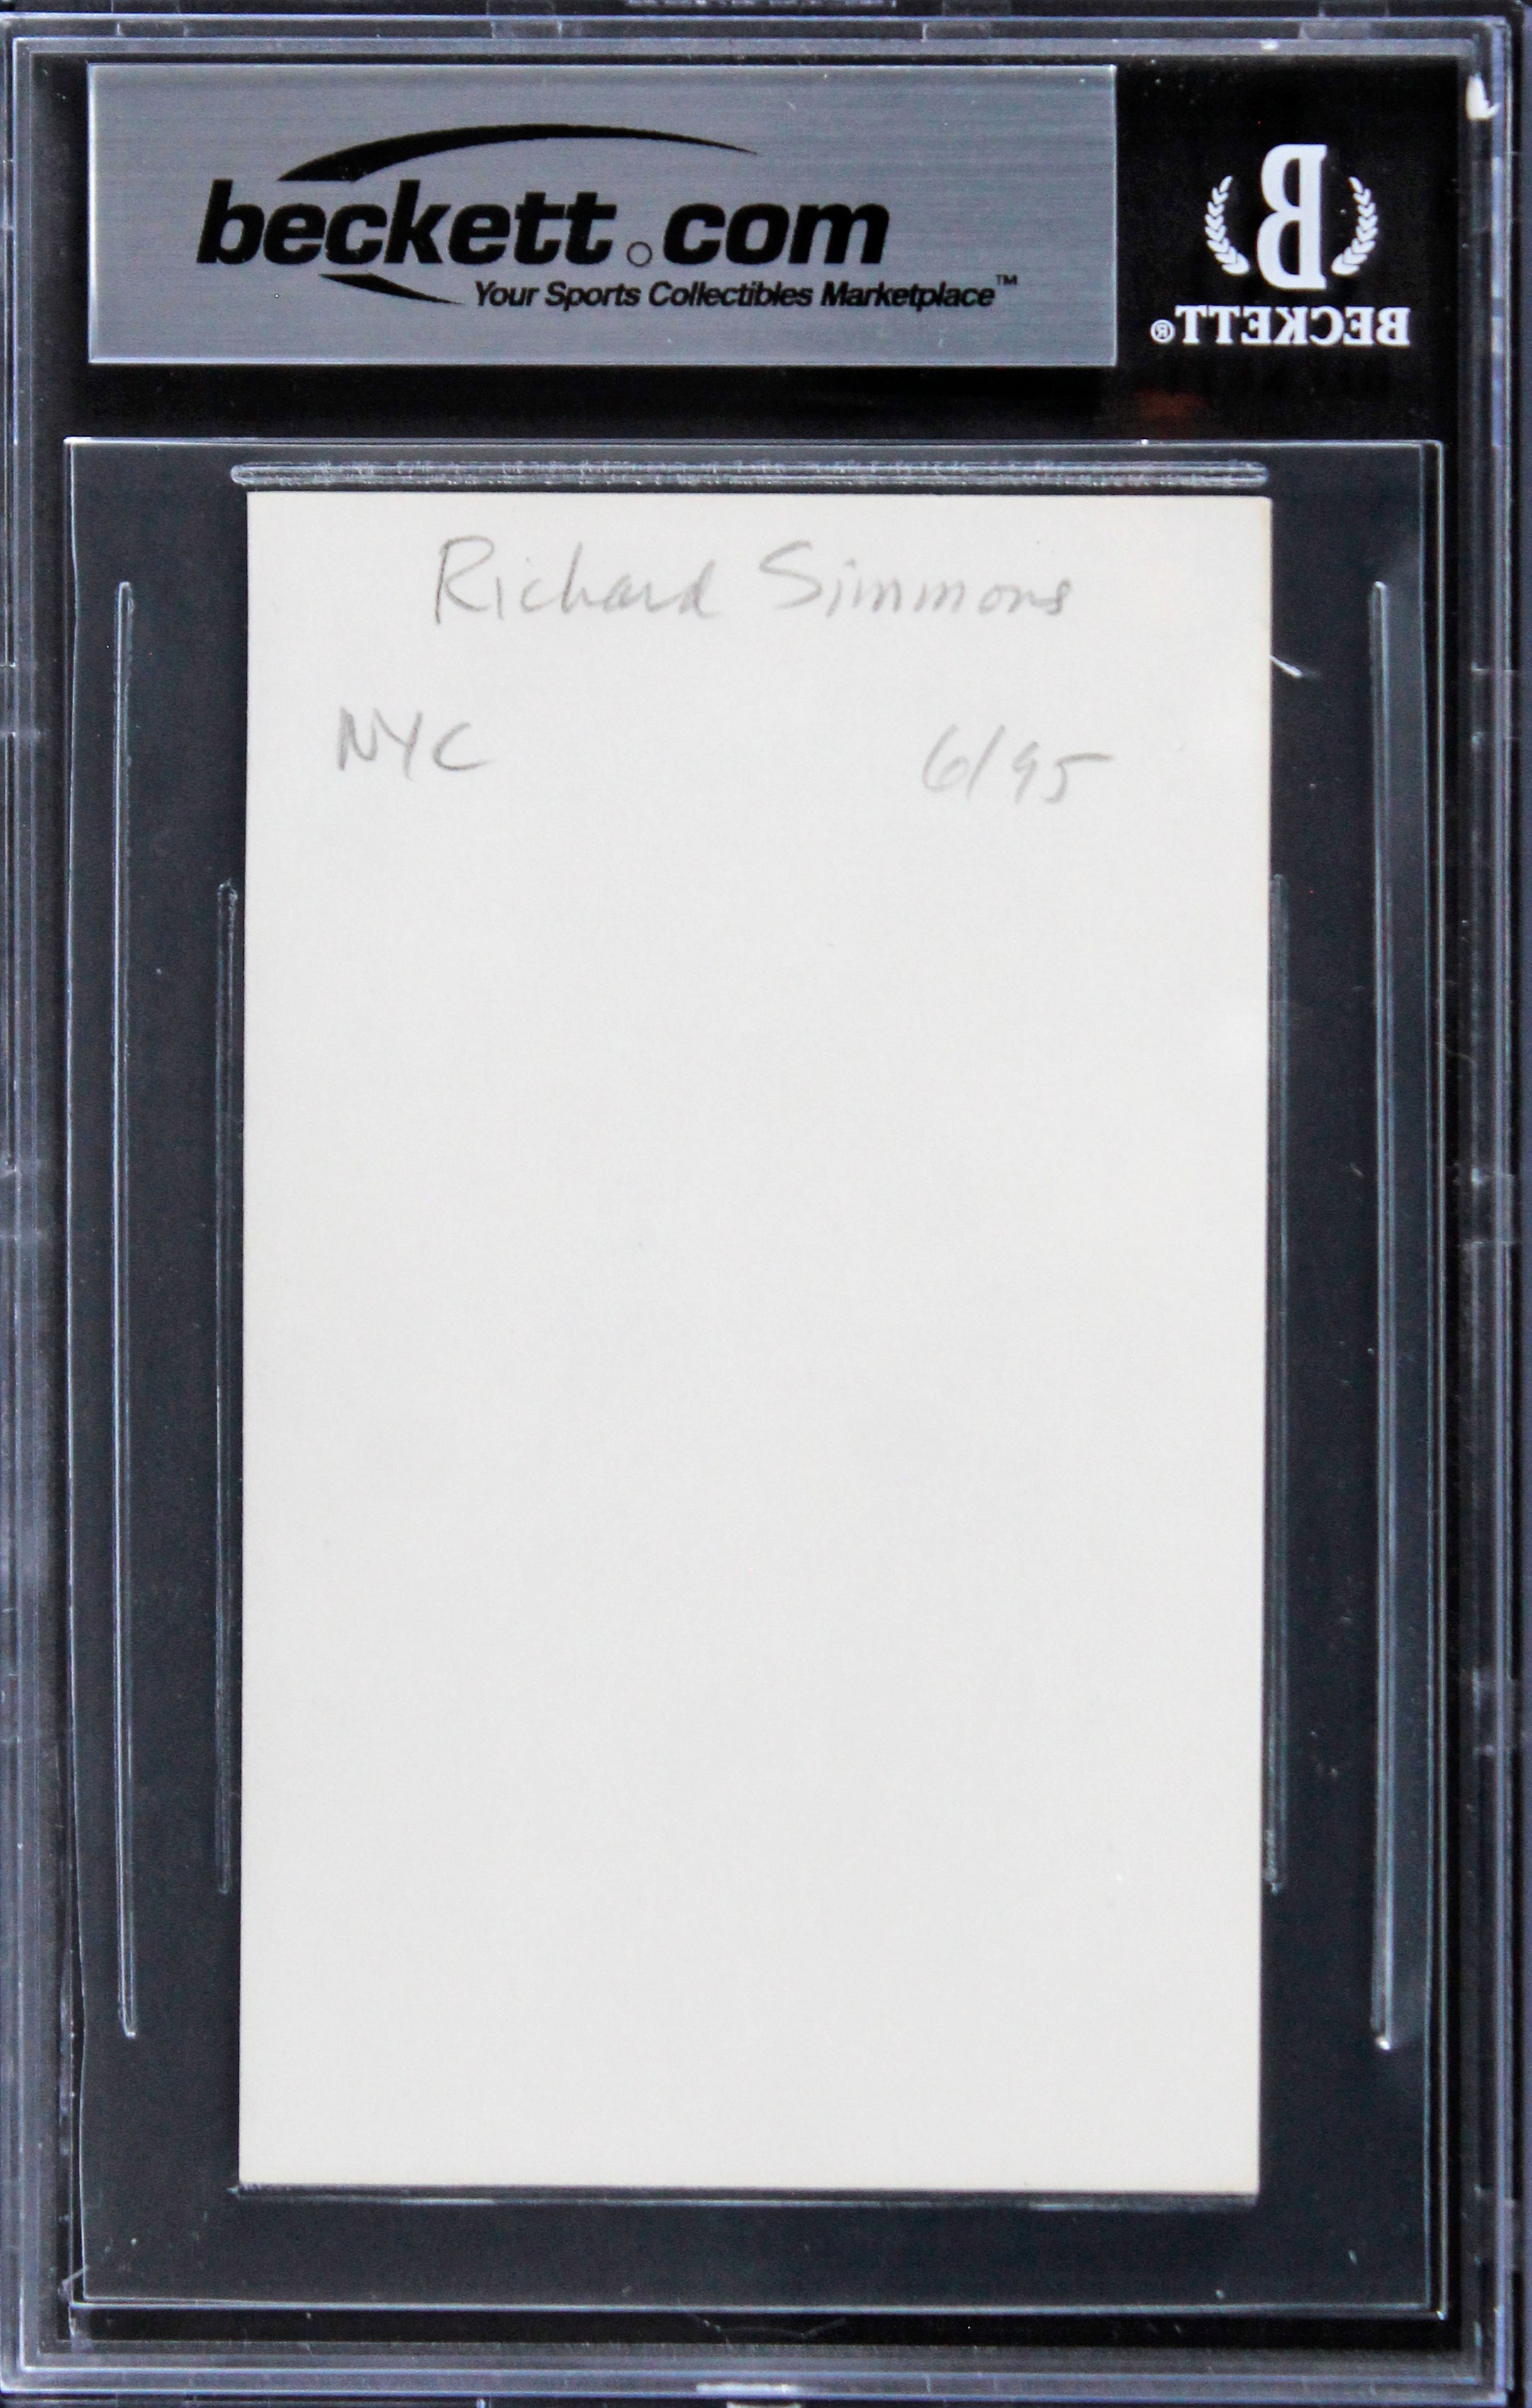 beckett.com
Your Sports Collectibles Marketplace™
BECKETT®
Richard Simmons
NYC 6/95